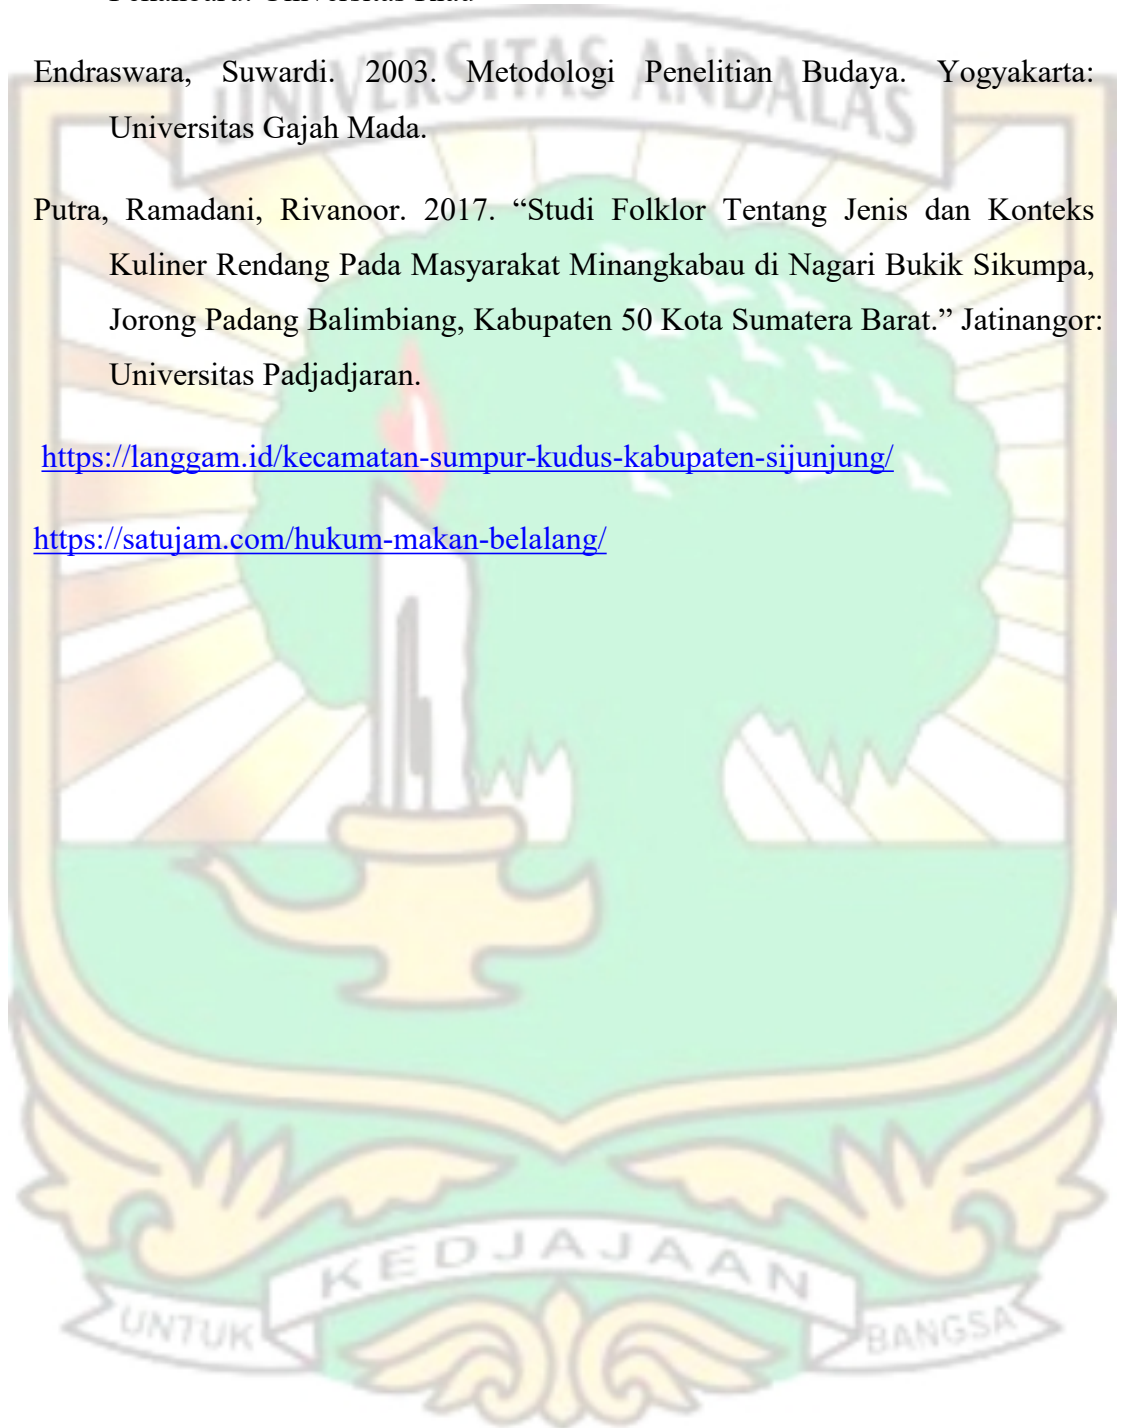 Endraswara, Suwardi. 2003. Metodologi Penelitian Budaya. Yogyakarta:
Universitas Gajah Mada.
Putra, Ramadani, Rivanoor. 2017. “Studi Folklor Tentang Jenis dan Konteks
Kuliner Rendang Pada Masyarakat Minangkabau di Nagari Bukik Sikumpa,
Jorong Padang Balimbiang, Kabupaten 50 Kota Sumatera Barat.” Jatinangor:
Universitas Padjadjaran.
https://langgam.id/kecamatan-sumpur-kudus-kabupaten-sijunjung/
https://satujam.com/hukum-makan-belalang/
UNIVERSITAS ANDALAS
KEDJAJAAN
UNTUK
BANGSA